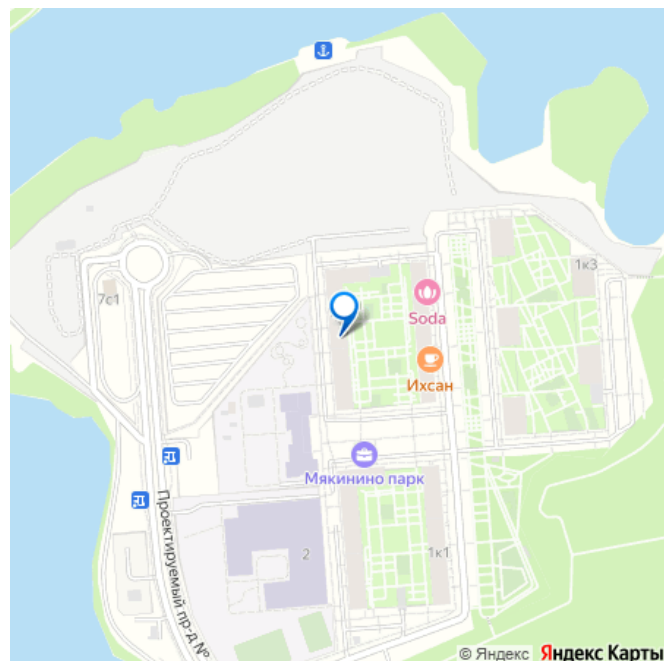 1к3
7с1
Soda
Ихсан
Мякинино парк
Проектируемый пр-д №
2
1к1
© Яндекс Яндекс Карты